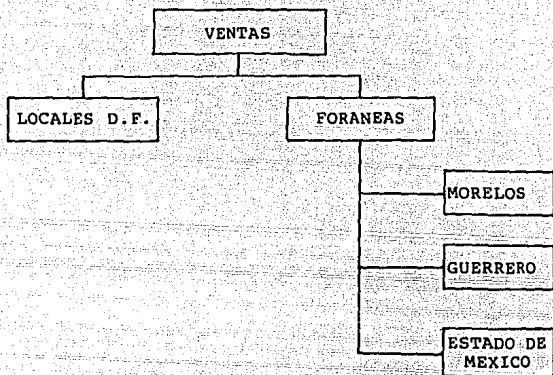 VENTAS
LOCALES D.F.
FORANEAS
MORELOS
GUERRERO
ESTADO DE
MEXICO